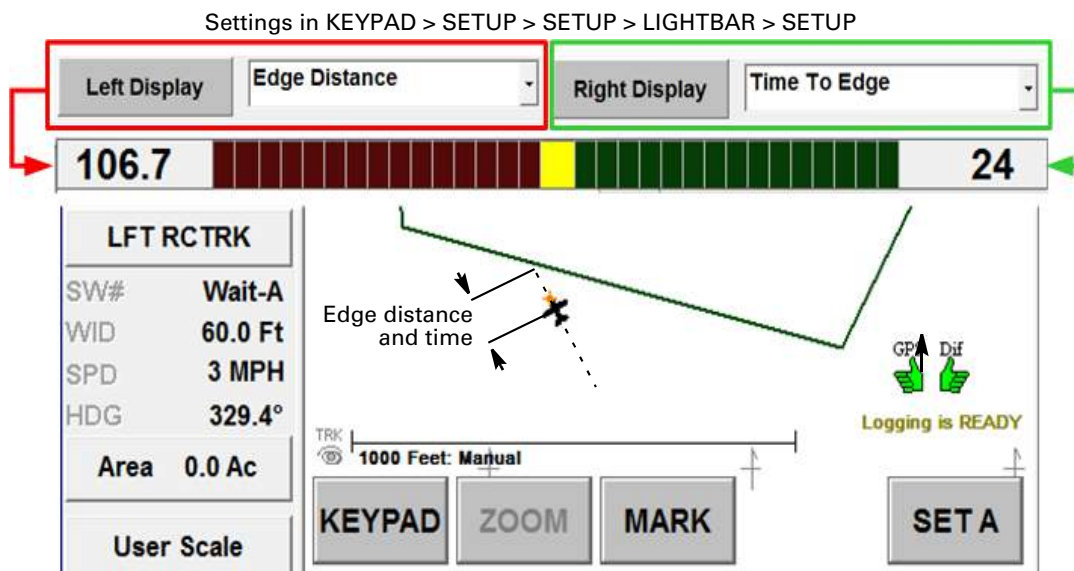 Settings in KEYPAD > SETUP > SETUP > LIGHTBAR > SETUP
Left Display
Edge Distance
Right Display
Time To Edge
106.7
24
LFT RCTRK
SW# Wait-A
WID 60.0 Ft
SPD 3 MPH
HDG 329.4°
Area 0.0 Ac
User Scale
Edge distance
and time
GPS Dif
Logging is READY
TRK
1000 Feet: Manual
KEYPAD
ZOOM
MARK
SET A